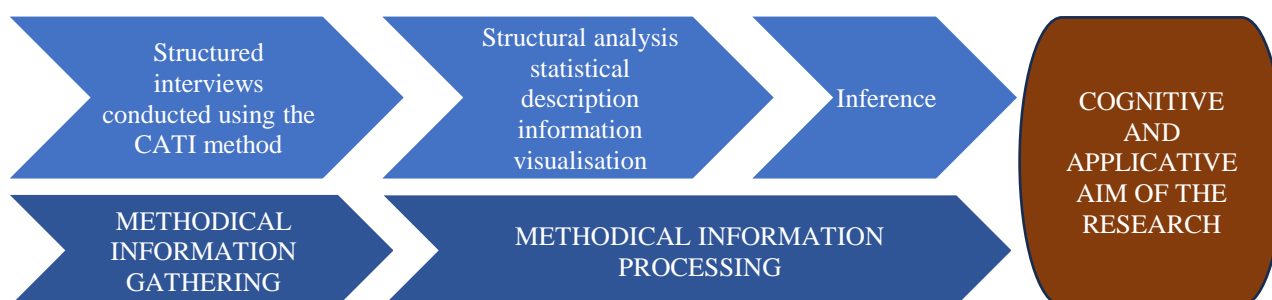 Structured
interviews
conducted using the
CATI method
Structural analysis
statistical
description
information
visualisation
Inference
COGNITIVE
AND
APPLICATIVE
AIM OF THE
RESEARCH
METHODICAL
INFORMATION
GATHERING
METHODICAL INFORMATION
PROCESSING